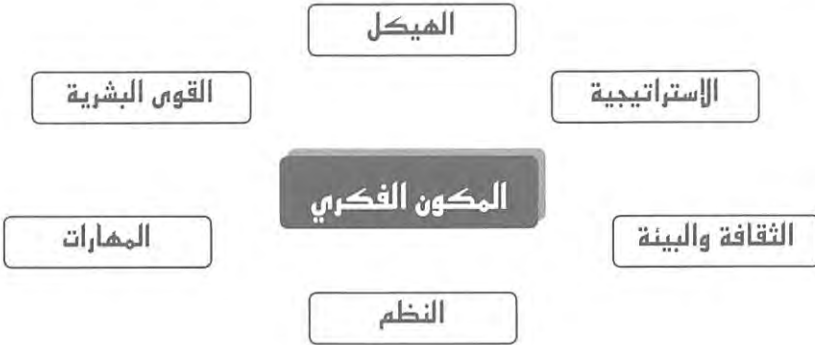 الهيكل
الإستراتيجية
القوى البشرية
المكون الفكري
الثقافة والبيئة
المهارات
النظم